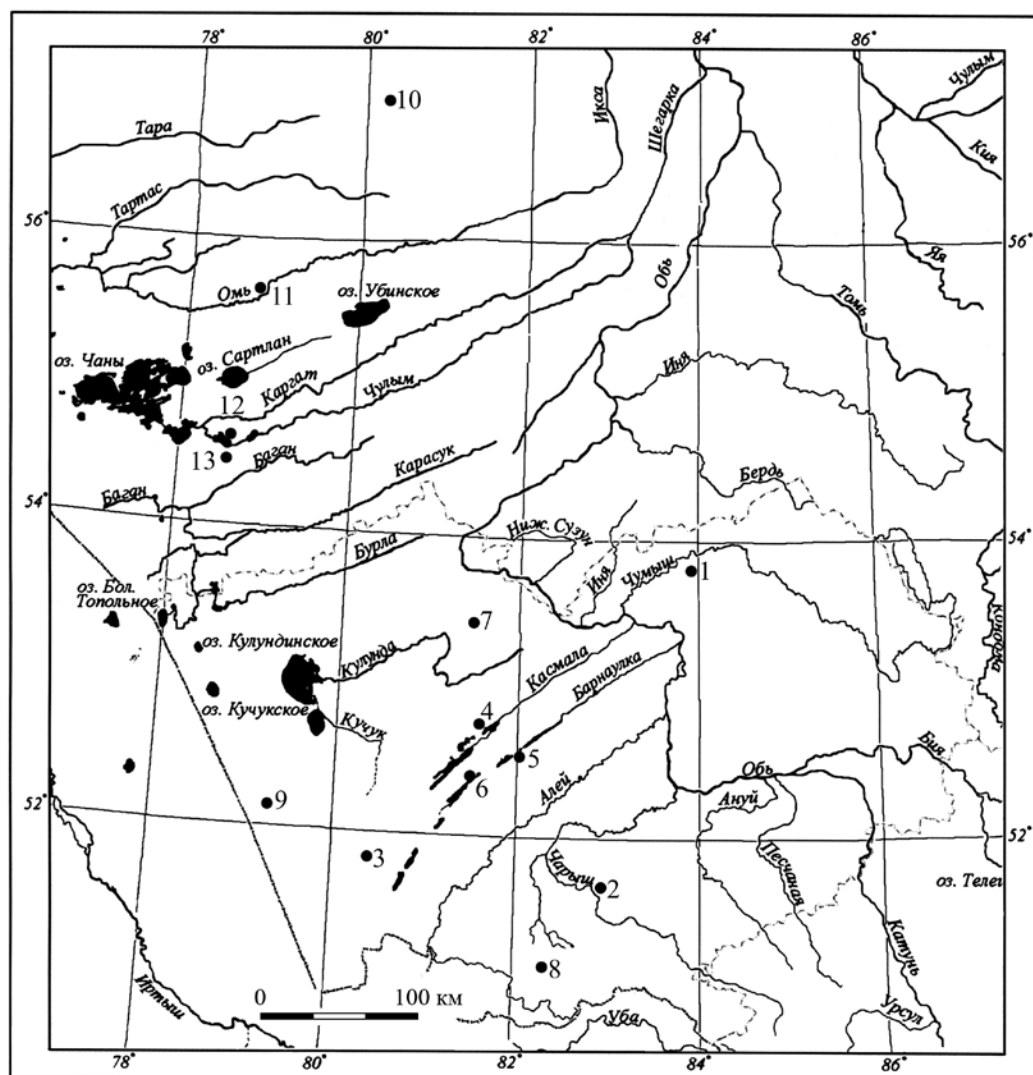 78°
80°
82°
84°
86°
10
Тара
Икса
Шегарка
Чулым
Кия
Тартас
56°
56°
Яя
Омь
11
оз. Убинское
Обь
Томь
оз. Чаны
оз. Сартлан
Каргат
Чулым
Иня
12
13
Баган
Баган
Карасук
Бердь
54°
54°
Ниж. Сузун
Бурла
Иня
Чумыш
1
оз. Бол.
Топольное
7
Кондома
оз. Кулундинское
Кулунда
Касмала
Барнаулка
оз. Кучукское
Кучук
4
5
6
Алей
Обь
Бия
9
Ануй
52°
52°
3
Чарыш
2
Песчаная
оз. Телец
8
Катунь
Иртыш
0
100 км
Уба
Урсул
78°
80°
82°
84°
86°